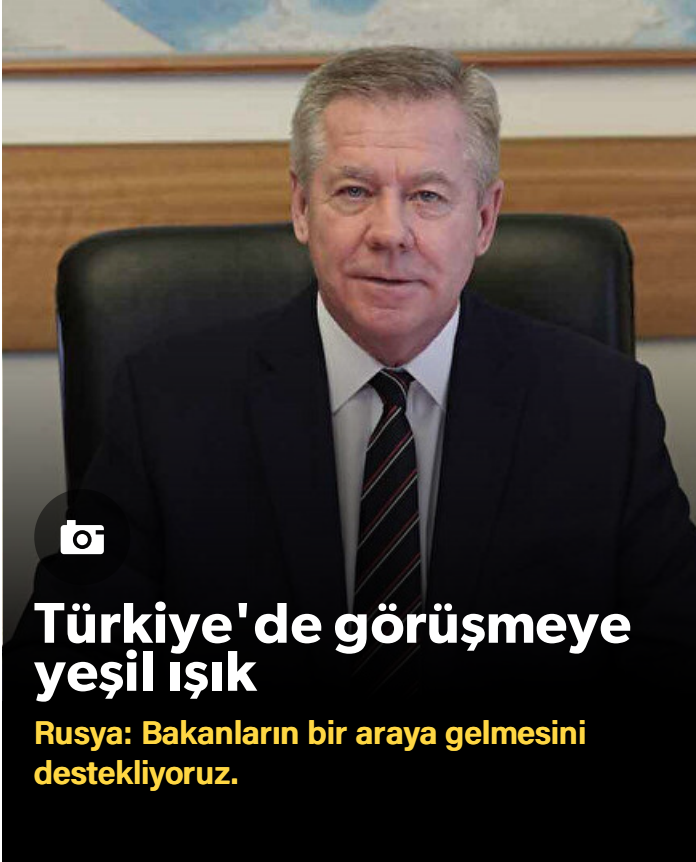 Türkiye'de görüşmeye
yeşil ışık
Rusya: Bakanların bir araya gelmesini
destekliyoruz.